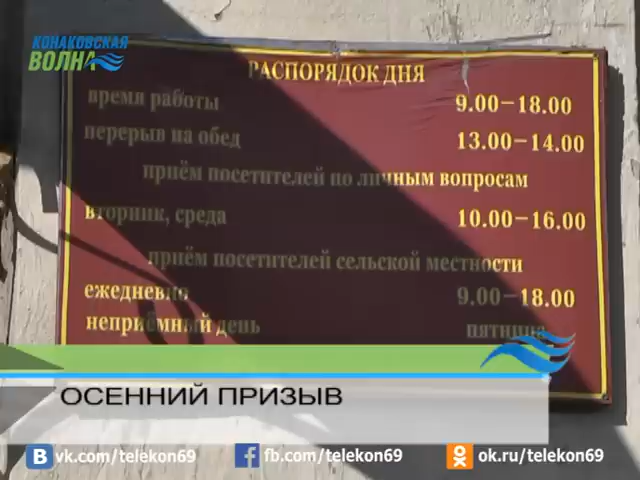 КОНАКОВСКАЯ
ВОЛНА
РАСПОРЯДОК ДНЯ
время работы 9.00-18.00
перерыв на обед 13.00-14.00
приём посетителей по личным вопросам
вторник, среда 10.00-16.00
приём посетителей сельской местности
ежедневно 9.00-18.00
неприёмный день пятница
ОСЕННИЙ ПРИЗЫВ
vk.com/telekon69 fb.com/telekon69 ok.ru/telekon69